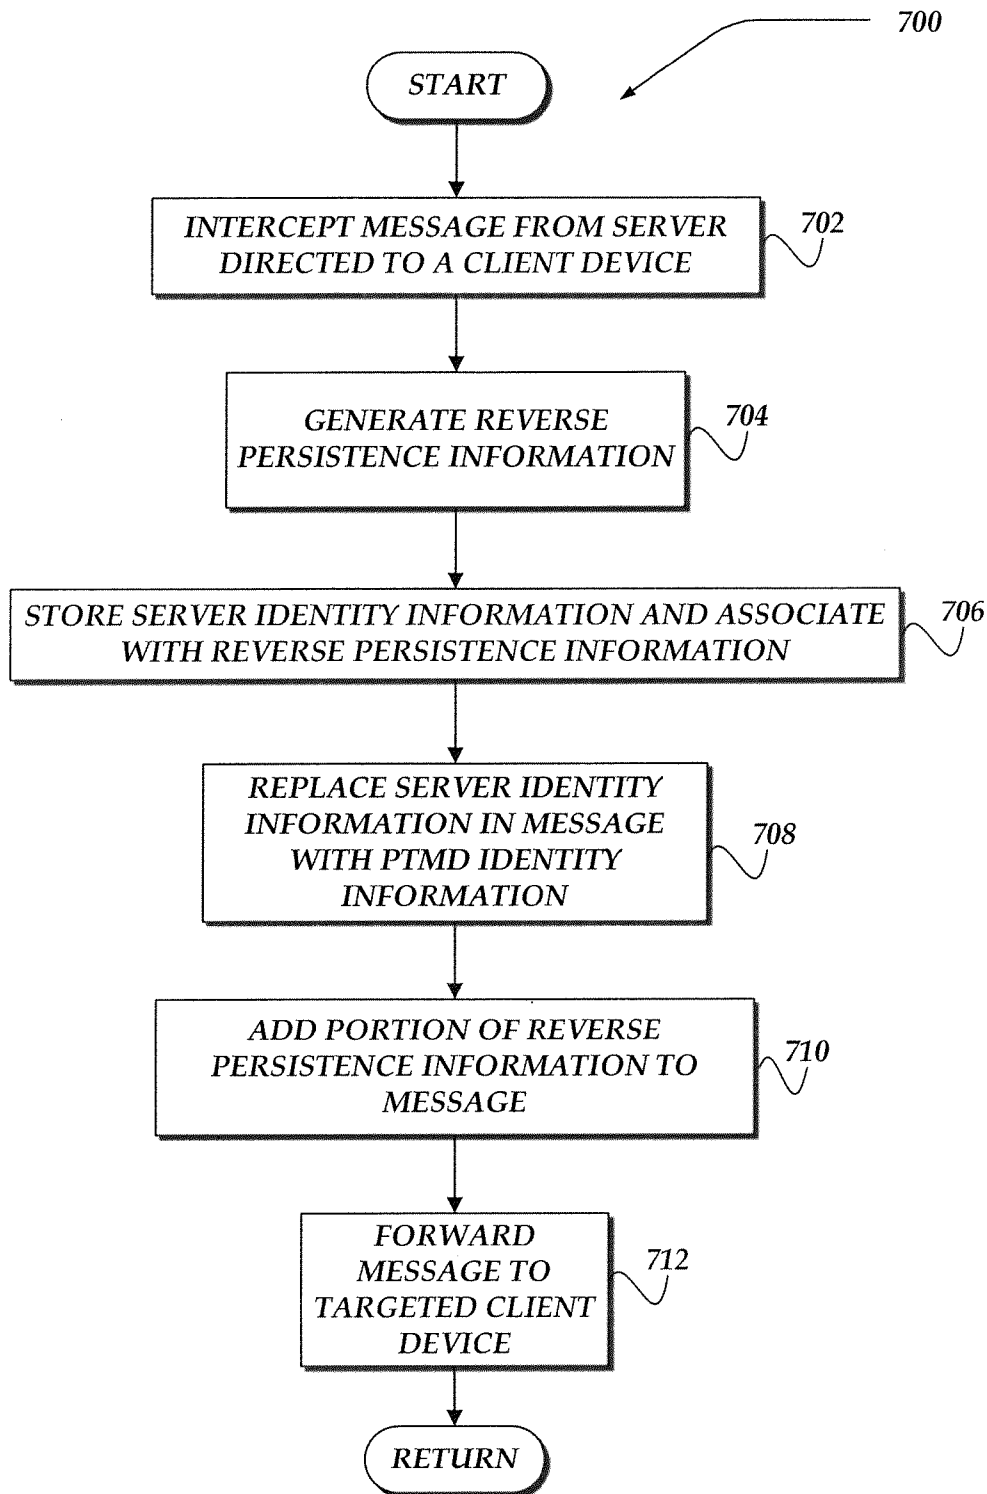 700
START
INTERCEPT MESSAGE FROM SERVER
DIRECTED TO A CLIENT DEVICE
702
GENERATE REVERSE
PERSISTENCE INFORMATION
704
STORE SERVER IDENTITY INFORMATION AND ASSOCIATE
WITH REVERSE PERSISTENCE INFORMATION
706
REPLACE SERVER IDENTITY
INFORMATION IN MESSAGE
WITH PTMD IDENTITY
INFORMATION
708
ADD PORTION OF REVERSE
PERSISTENCE INFORMATION TO
MESSAGE
710
FORWARD
MESSAGE TO
TARGETED CLIENT
DEVICE
712
RETURN